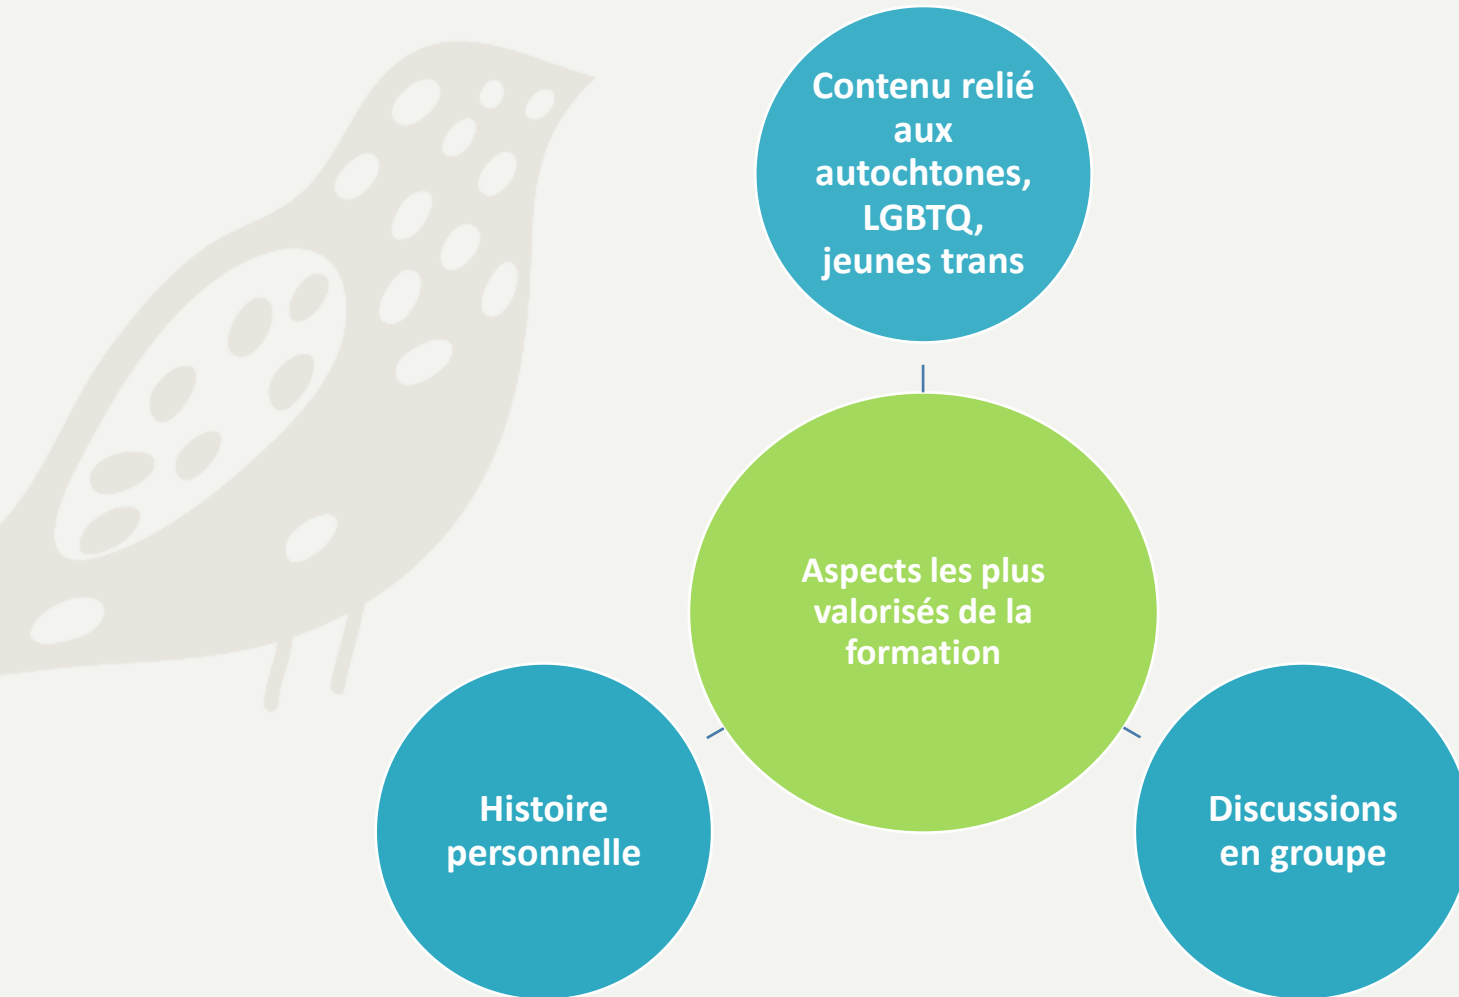 Contenu relié
aux
autochtones,
LGBTQ,
jeunes trans
Aspects les plus
valorisés de la
formation
Histoire
personnelle
Discussions
en groupe